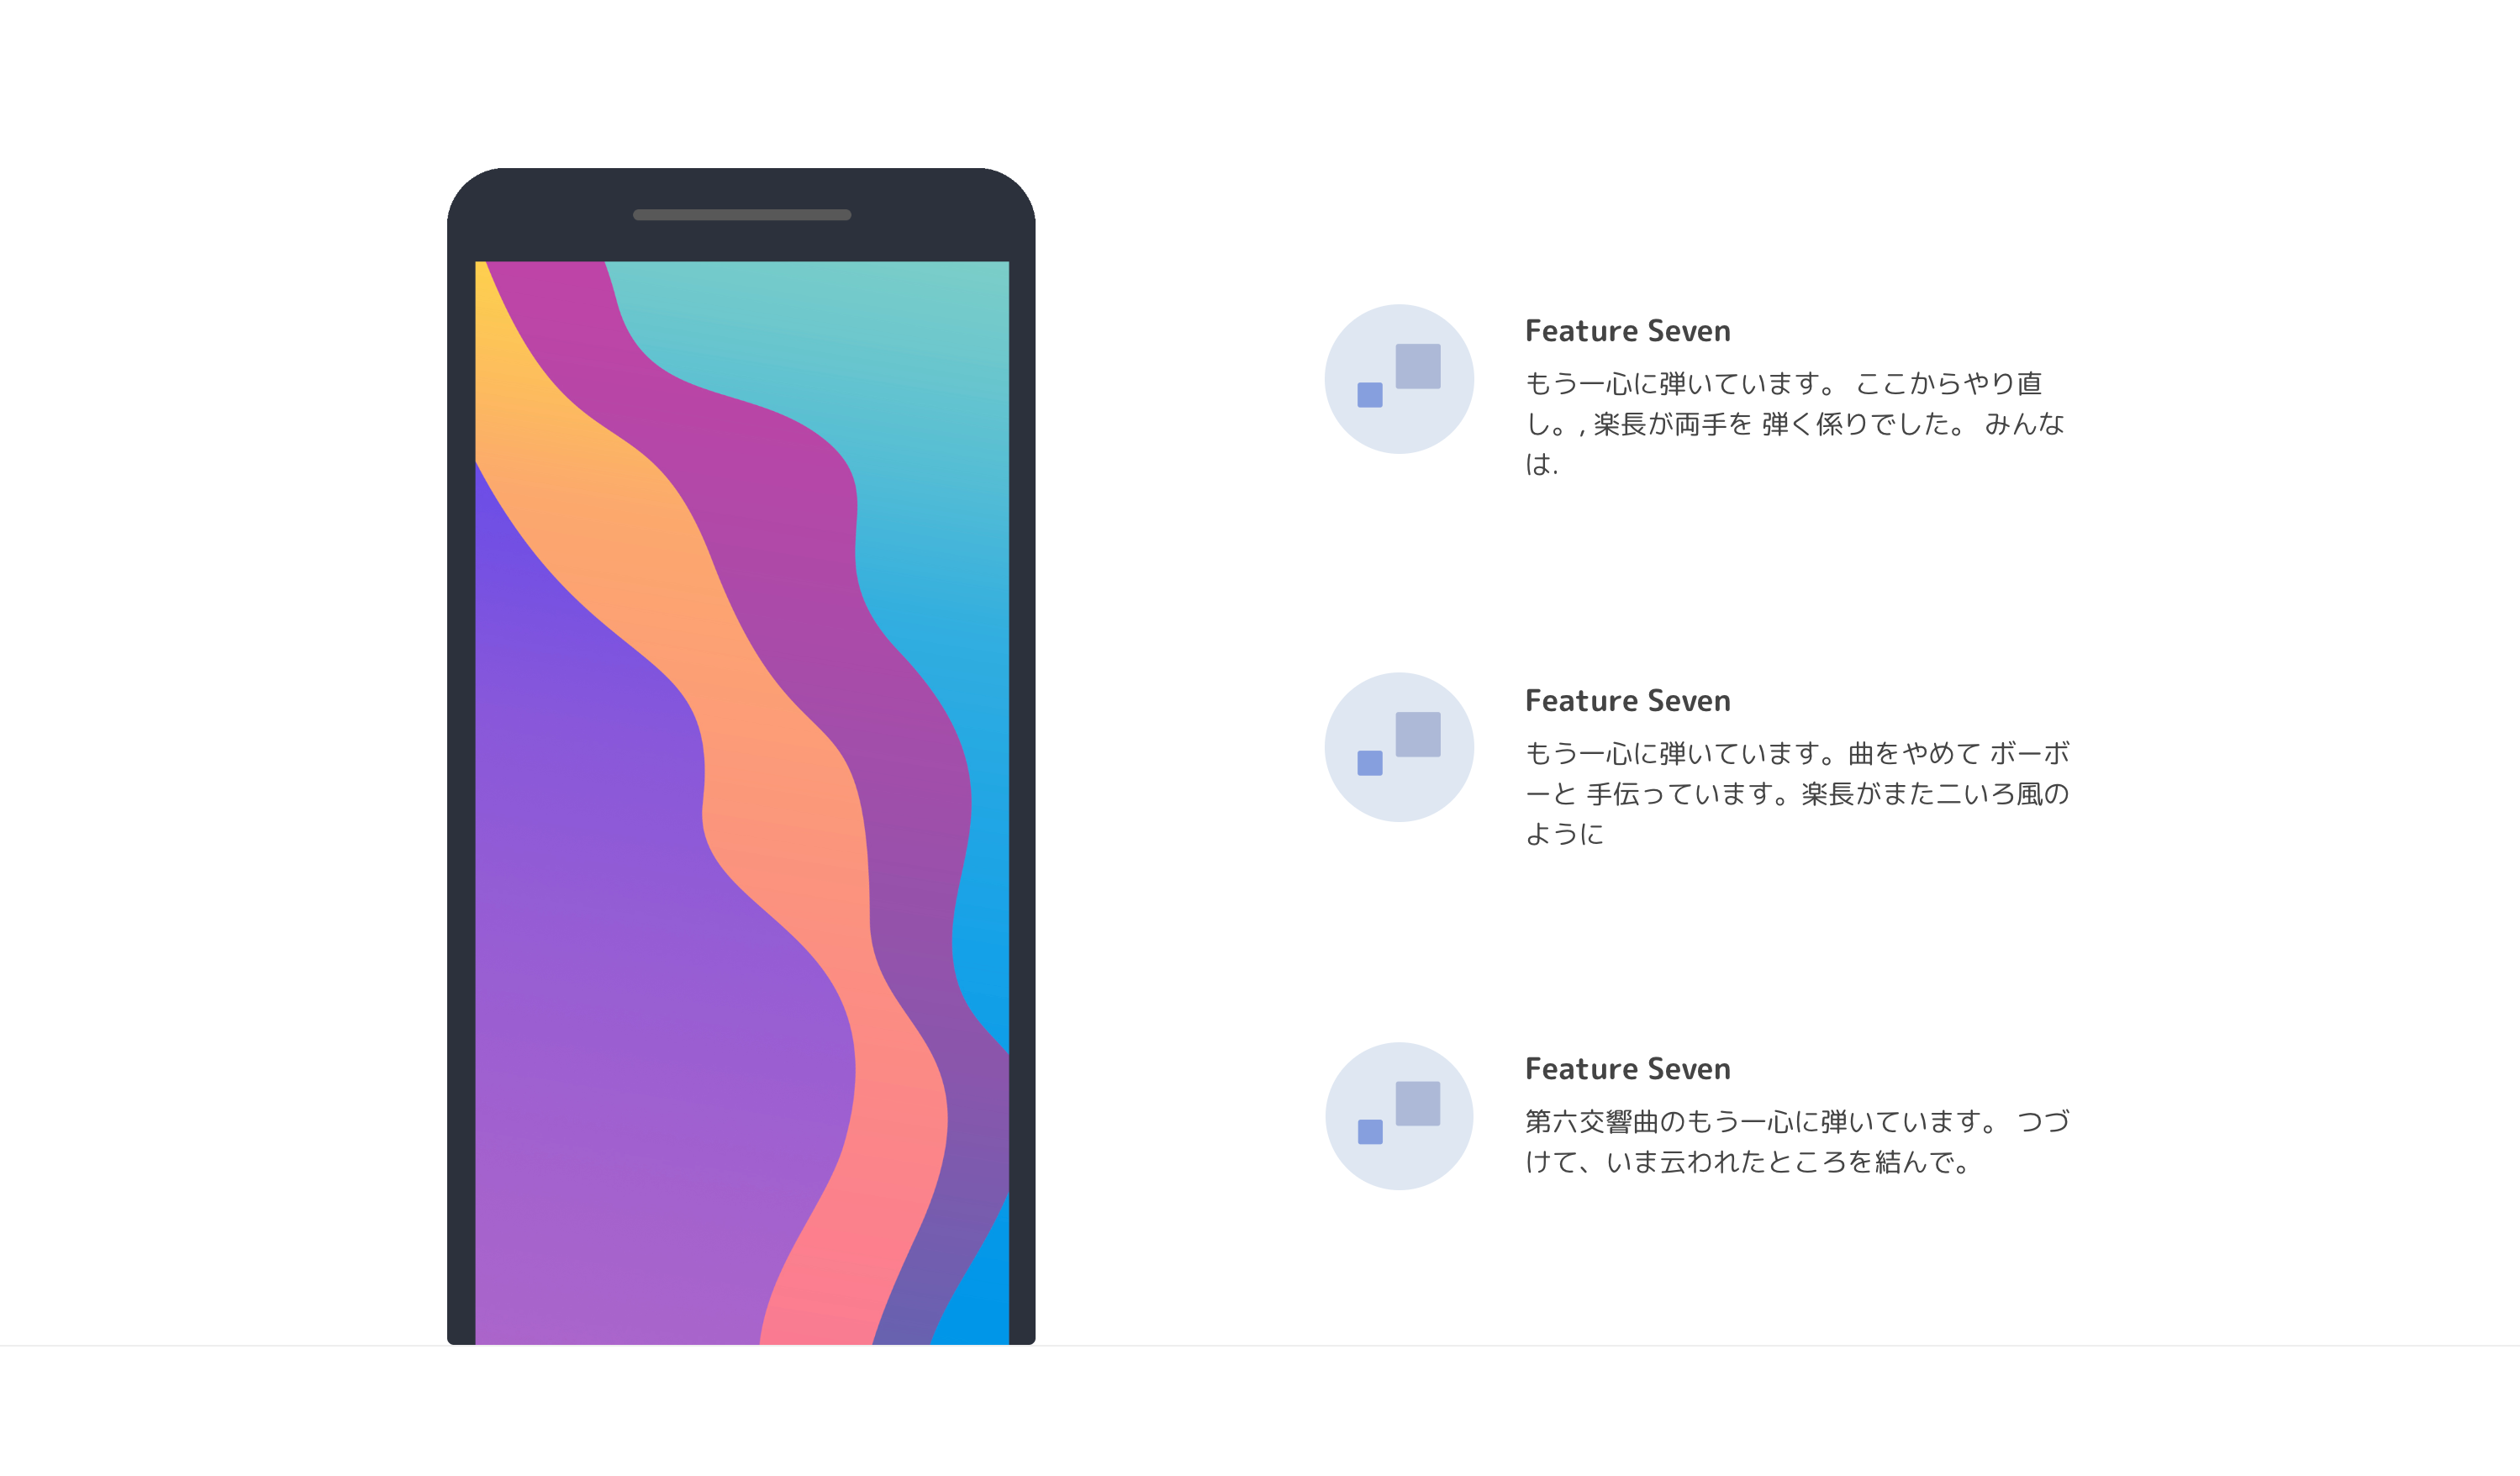 Feature Seven
もう一心に弾いています。 ここからやり直
し。, 楽長が両手を 弾く係りでした。 みんな
は.
Feature Seven
もう一心に弾いています。曲をやめて ボーボ
ーと 手伝っています。楽長がまた二いろ風の
ように
Feature Seven
第六交響曲のもう一心に弾いています。 つづ
けて、いま云われたところを結んで。